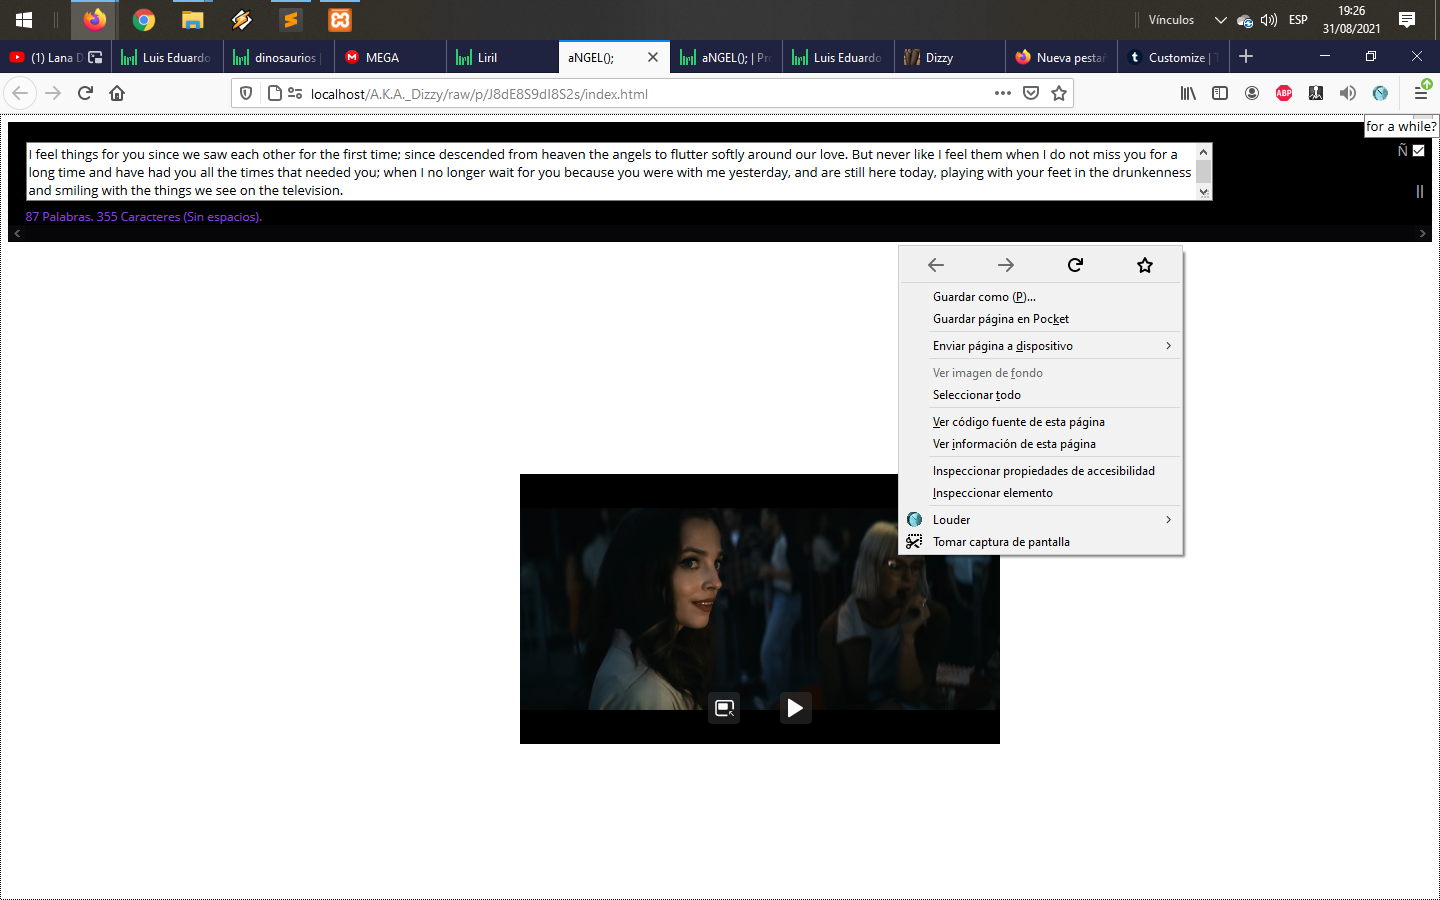 Vínculos
ESP
19:26
31/08/2021
(1) Lana D
Luis Eduardo
dinosaurios |
MEGA
Liril
aNGEL();
aNGEL(); | Pro
Luis Eduardo
Dizzy
Nueva pestañ
Customize | T
localhost/A.K.A._Dizzy/raw/p/J8dE8S9dI8S2s/index.html
ABP
for a while?
I feel things for you since we saw each other for the first time; since descended from heaven the angels to flutter softly around our love. But never like I feel them when I do not miss you for a
long time and have had you all the times that needed you; when I no longer wait for you because you were with me yesterday, and are still here today, playing with your feet in the drunkenness
and smiling with the things we see on the television.
Ñ
||
87 Palabras. 355 Caracteres (Sin espacios).
Guardar como (P)...
Guardar página en Pocket
Enviar página a dispositivo
Ver imagen de fondo
Seleccionar todo
Ver código fuente de esta página
Ver información de esta página
Inspeccionar propiedades de accesibilidad
Inspeccionar elemento
Louder
Tomar captura de pantalla